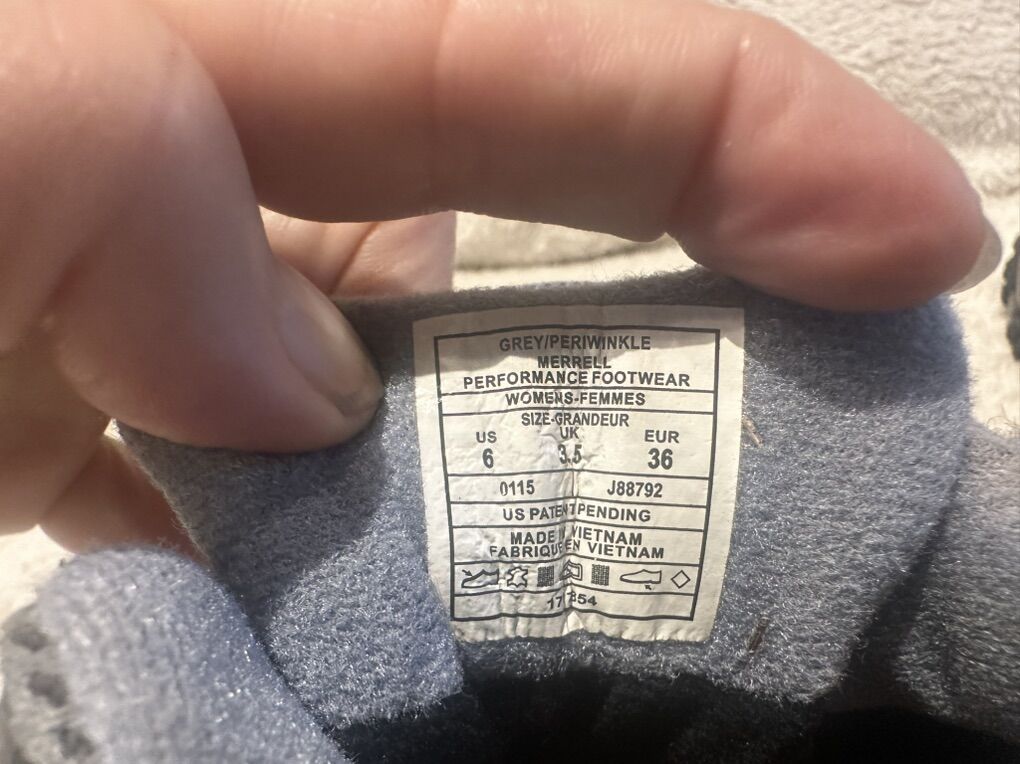 GREY/PERIWINKLE
MERRELL
PERFORMANCE FOOTWEAR
WOMENS-FEMMES
SIZE-GRANDEUR
US UK EUR
6 3.5 36
0115 J88792
US PATENT PENDING
MADE IN VIETNAM
FABRIQUE EN VIETNAM